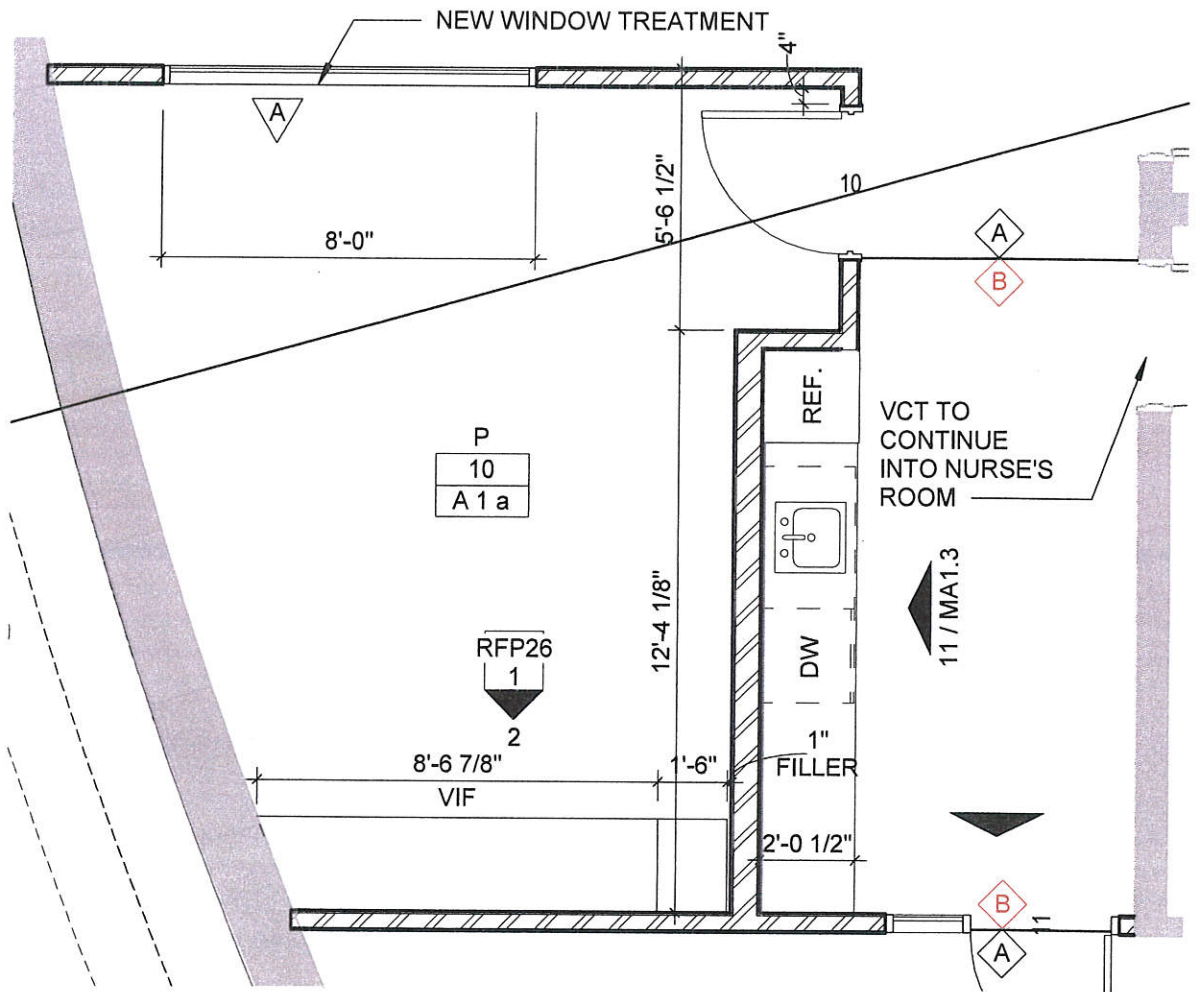 NEW WINDOW TREATMENT
4"
A
8'-0"
5'-6 1/2"
10
A
B
P
10
A 1 a
REF.
VCT TO
CONTINUE
INTO NURSE'S
ROOM
12'-4 1/8"
11 / MA1.3
RFP26
1
2
DW
8'-6 7/8"
1'-6"
1"
FILLER
VIF
2'-0 1/2"
B
11
A